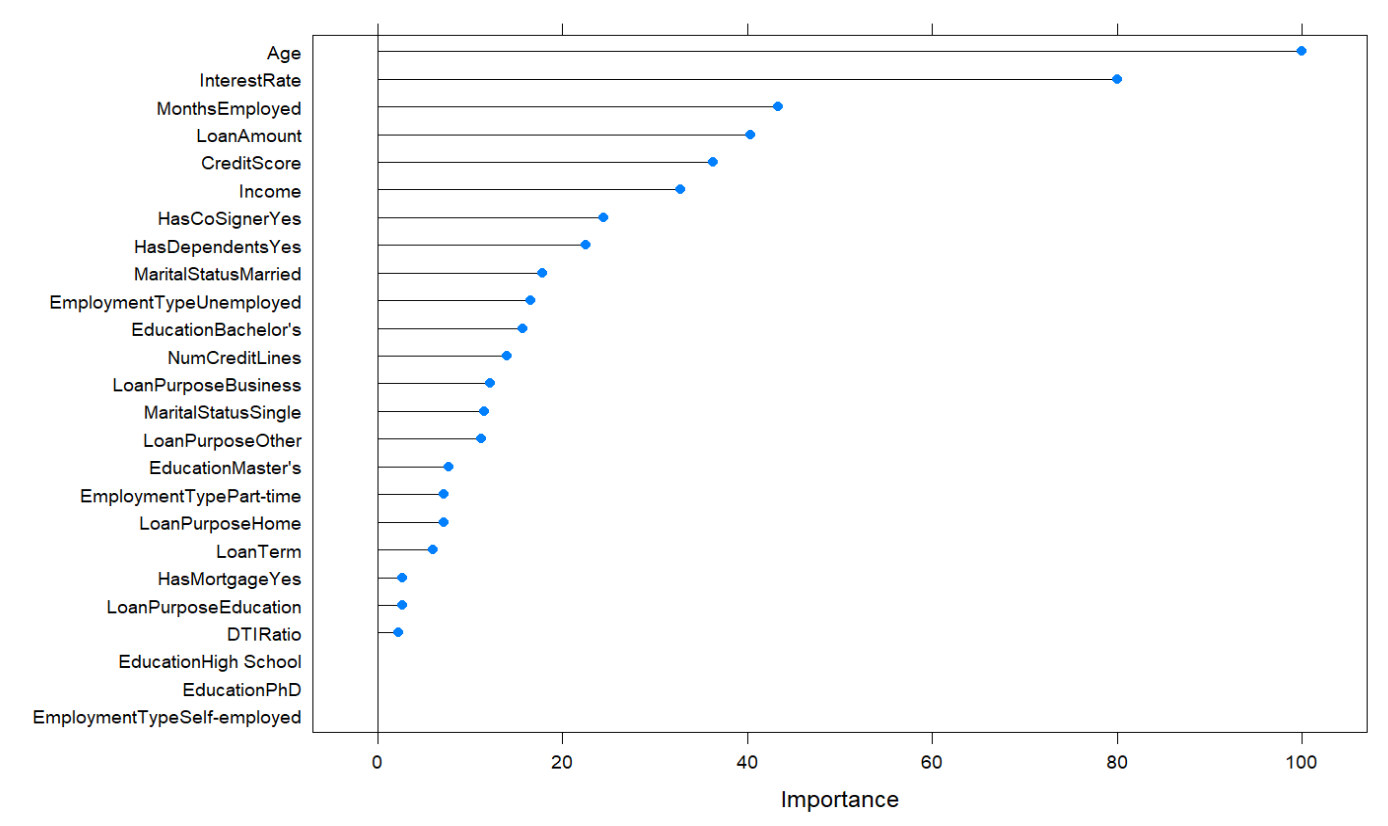 Age
InterestRate
MonthsEmployed
LoanAmount
CreditScore
Income
HasCoSignerYes
HasDependentsYes
MaritalStatusMarried
EmploymentTypeUnemployed
EducationBachelor's
NumCreditLines
LoanPurposeBusiness
MaritalStatusSingle
LoanPurposeOther
EducationMaster's
EmploymentTypePart-time
LoanPurposeHome
LoanTerm
HasMortgageYes
LoanPurposeEducation
DTIRatio
EducationHigh School
EducationPhD
EmploymentTypeSelf-employed
0 20 40 60 80 100
Importance